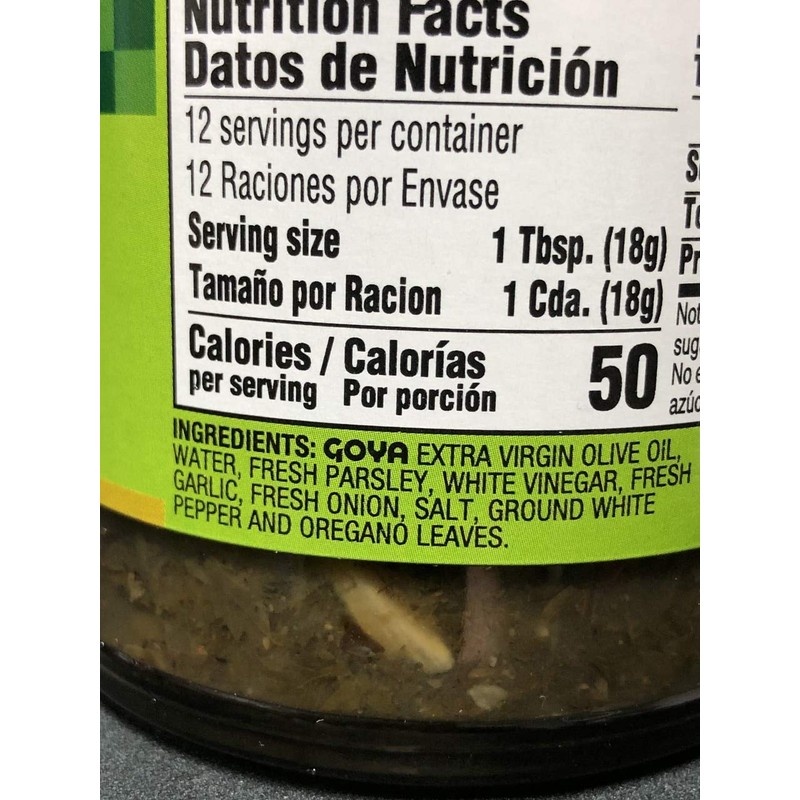 Nutrition Facts
Datos de Nutrición
12 servings per container
12 Raciones por Envase
Serving size 1 Tbsp. (18g)
Tamaño por Racion 1 Cda. (18g)
Calories / Calorías 50
per serving Por porción
INGREDIENTS: GOYA EXTRA VIRGIN OLIVE OIL,
WATER, FRESH PARSLEY, WHITE VINEGAR, FRESH
GARLIC, FRESH ONION, SALT, GROUND WHITE
PEPPER AND OREGANO LEAVES.